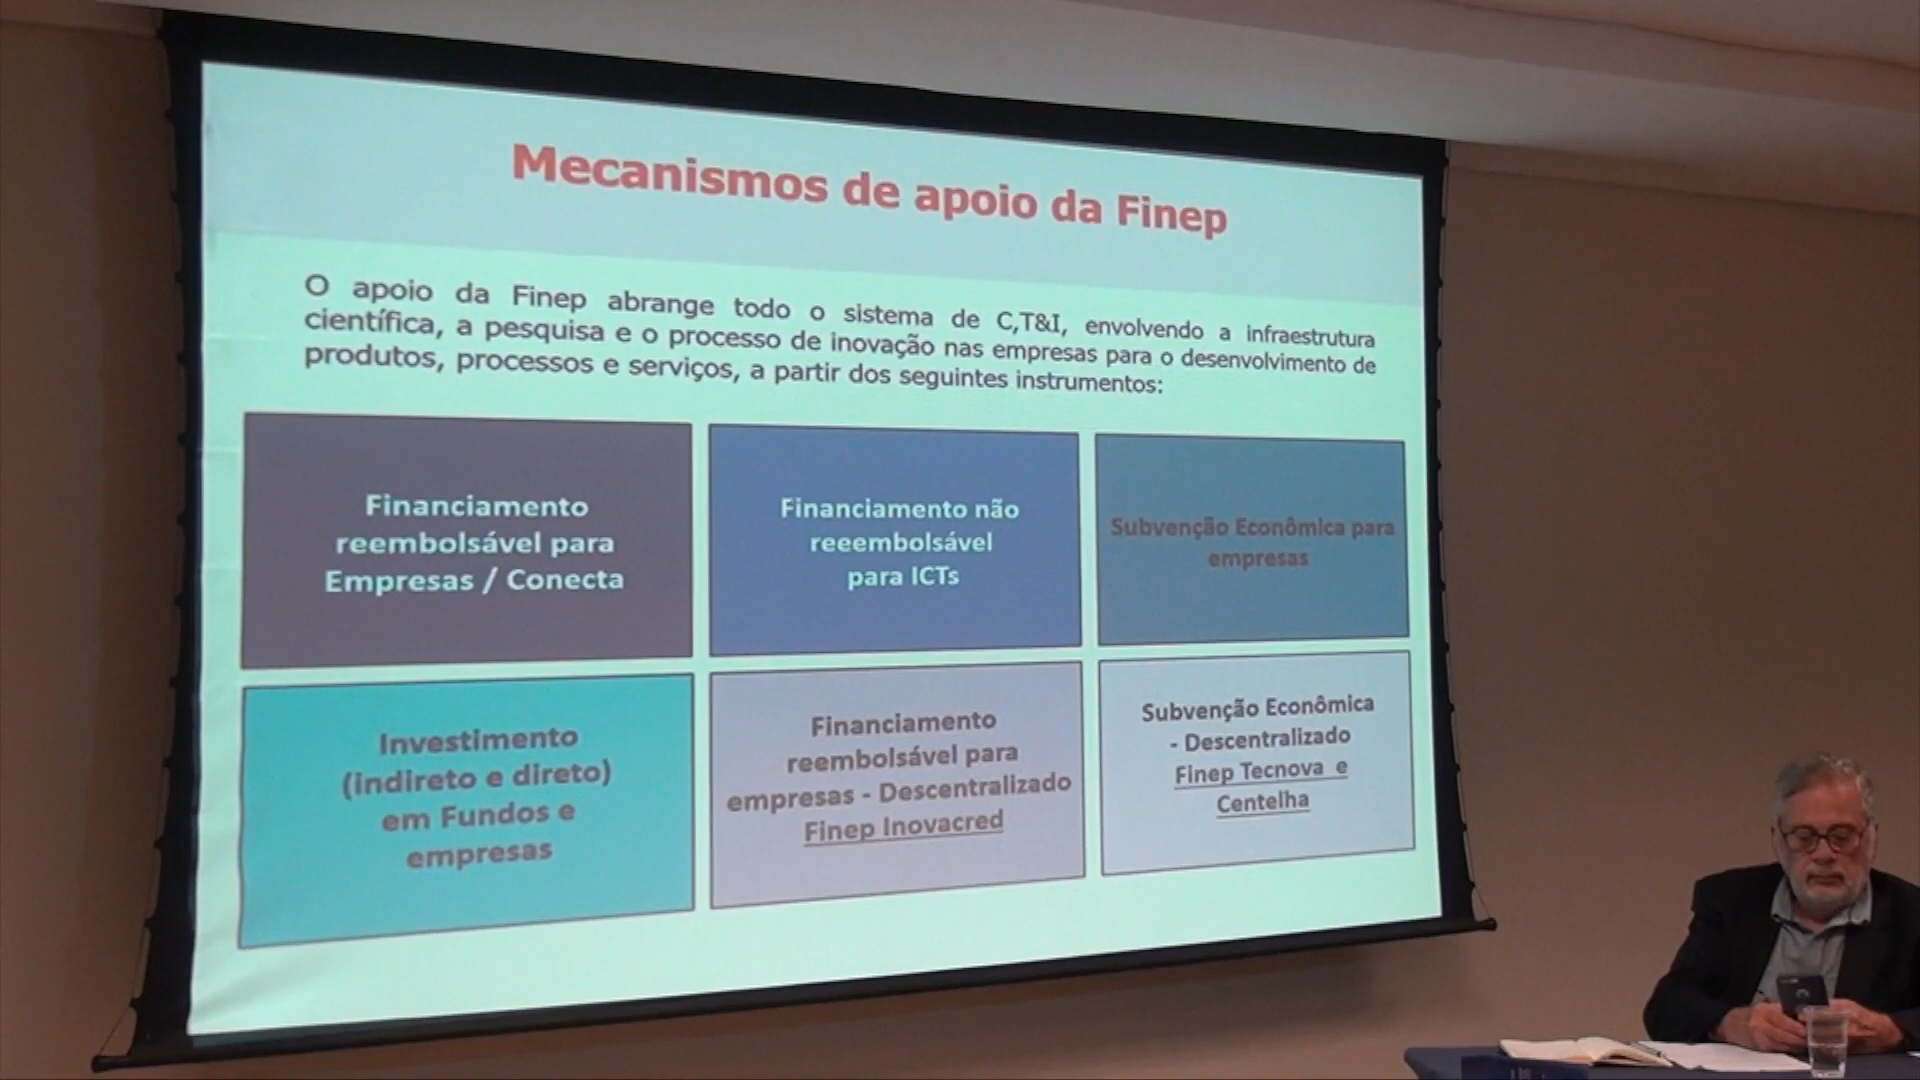 Mecanismos de apoio da Finep
O apoio da Finep abrange todo o sistema de C,T&I, envolvendo a infraestrutura
científica, a pesquisa e o processo de inovação nas empresas para o desenvolvimento de
produtos, processos e serviços, a partir dos seguintes instrumentos:
Financiamento
reembolsável para
Empresas / Conecta
Financiamento não
reeembolsável
para ICTs
Subvenção Econômica para
empresas
Investimento
(indireto e direto)
em Fundos e
empresas
Financiamento
reembolsável para
empresas - Descentralizado
Finep Inovacred
Subvenção Econômica
- Descentralizado
Finep Tecnova e
Centelha